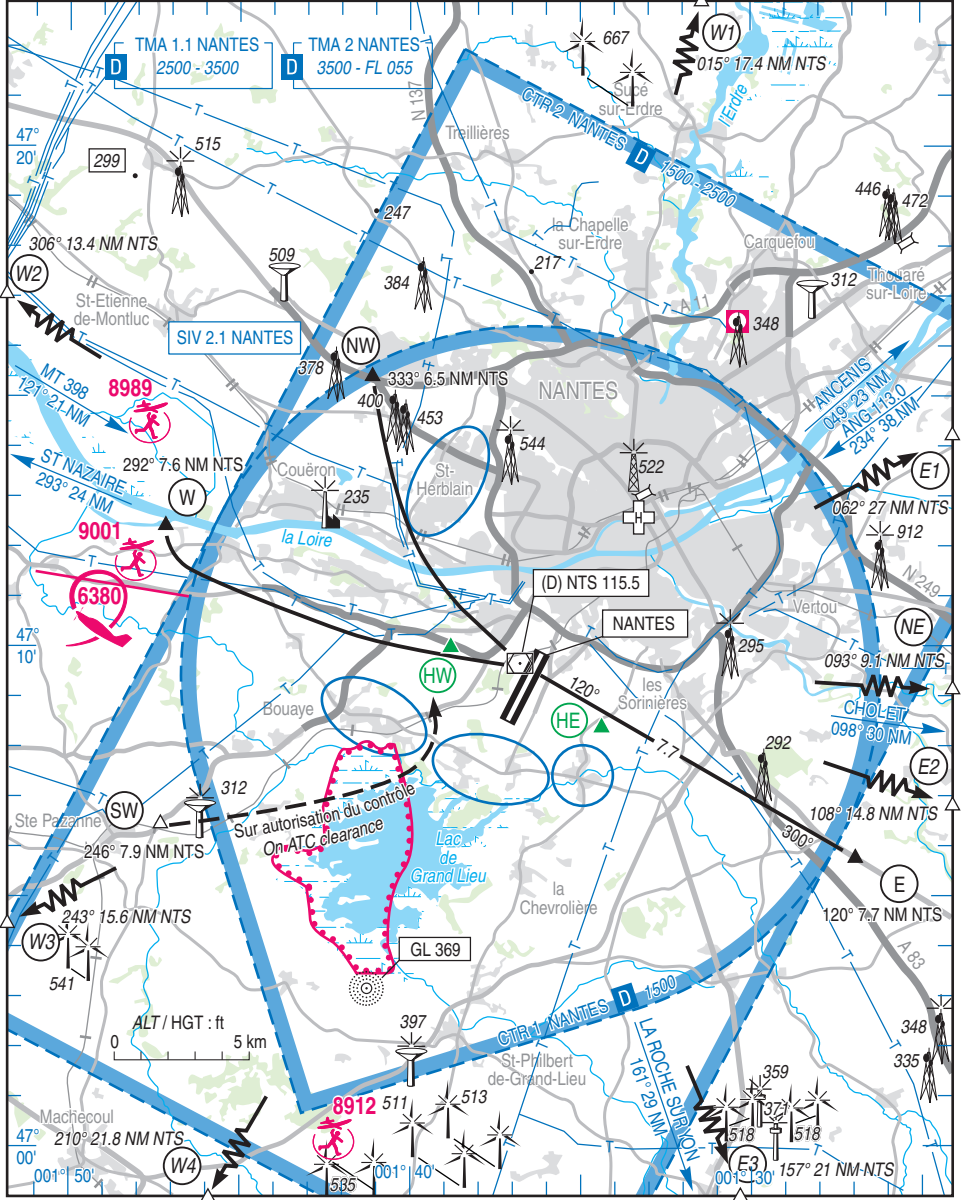 TMA 1.1 NANTES
D 2500 - 3500
TMA 2 NANTES
D 3500 - FL 055
667
W1
015° 17.4 NM NTS
Sucé
sur-Erdre
l'Erdre
N 137
Treillières
CTR 2 NANTES D 1500 - 2500
47°
20'
299
515
247
la Chapelle
sur-Erdre
217
446
472
Carquefou
306° 13.4 NM NTS
W2
509
384
312
Thouaré
sur-Loire
St-Etienne
de-Montluc
A 11
348
SIV 2.1 NANTES
NW
378
333° 6.5 NM NTS
400
453
NANTES
MT 398
121° 21 NM
8989
ANCENIS
049° 23 NM
ANG 113.0
234° 38 NM
544
522
H
E1
062° 27 NM NTS
292° 7.6 NM NTS
ST NAZAIRE
293° 24 NM
W
Couëron
St-
Herblain
235
la Loire
9001
912
N 249
6380
(D) NTS 115.5
NANTES
Vertou
NE
47°
10'
295
093° 9.1 NM NTS
HW
120°
les
Sorinières
HE
CHOLET
098° 30 NM
Bouaye
7.7
292
E2
108° 14.8 NM NTS
312
SW
Ste Pazanne
Sur autorisation du contrôle
On ATC clearance
246° 7.9 NM NTS
Lac
de
Grand Lieu
300°
E
120° 7.7 NM NTS
la
Chevrolière
243° 15.6 NM NTS
W3
541
GL 369
A 83
CTR 1 NANTES D 1500
ALT / HGT : ft
0 5 km
397
348
335
St-Philbert
de-Grand-Lieu
LA ROCHE SUR YON
161° 29 NM
359
371
518
518
8912
511
513
Machecoul
210° 21.8 NM NTS
W4
585
47°
00'
001° 50'
001° 40'
001° 30'
E3
157° 21 NM NTS